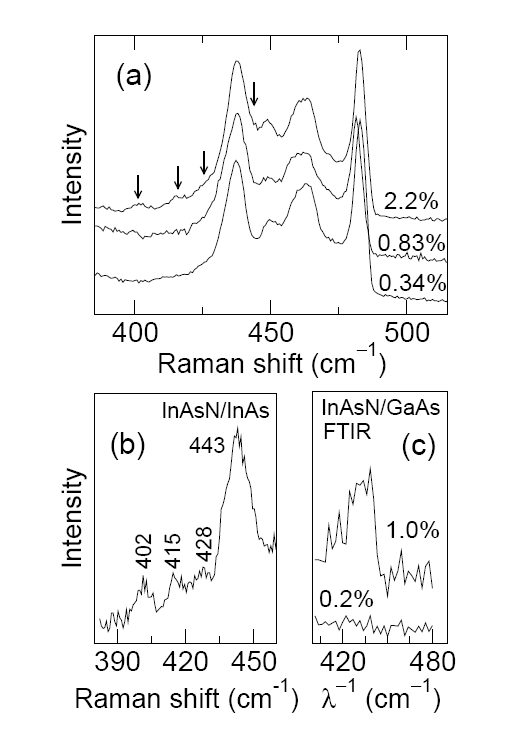 (a)
Intensity
2.2%
0.83%
0.34%
400 450 500
Raman shift (cm–1)
InAsN/InAs
(b)
443
402
415
428
Intensity
390 420 450
Raman shift (cm-1)
InAsN/GaAs
FTIR
(c)
1.0%
0.2%
420 480
λ–1 (cm-1)